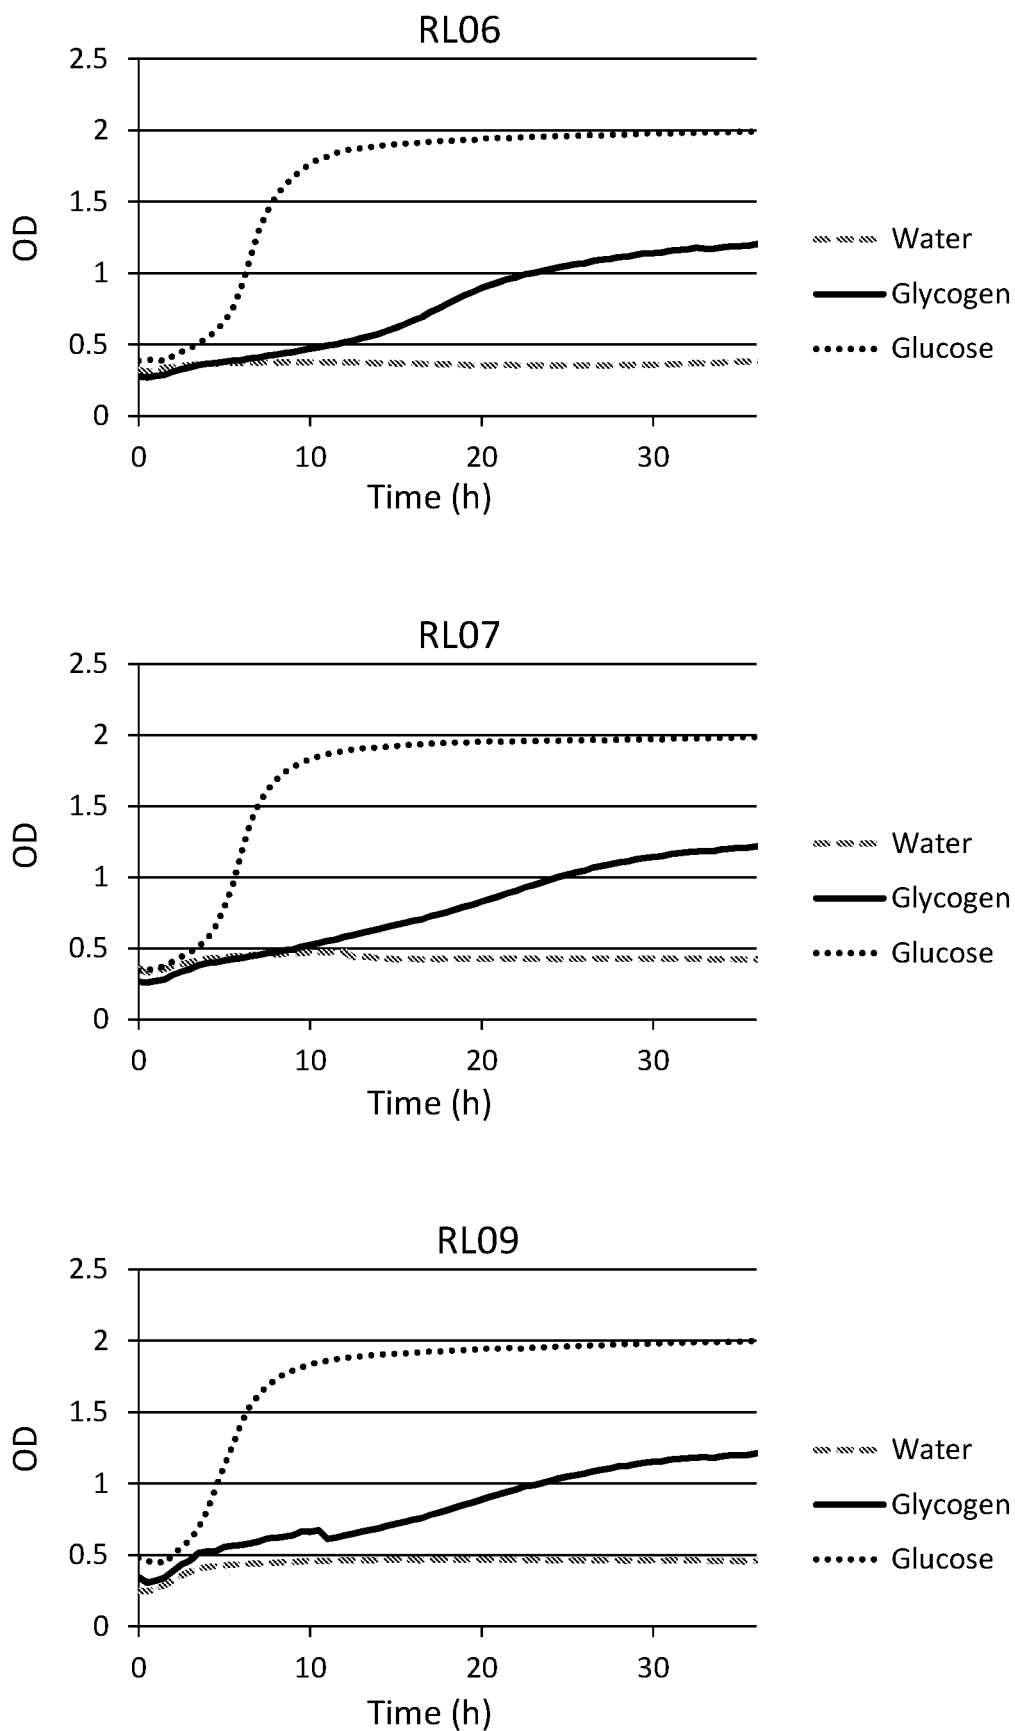 RL06
2.5
2
1.5
1
0.5
0
OD
0 10 20 30
Time (h)
Water
Glycogen
Glucose
RL07
2.5
2
1.5
1
0.5
0
OD
0 10 20 30
Time (h)
Water
Glycogen
Glucose
RL09
2.5
2
1.5
1
0.5
0
OD
0 10 20 30
Time (h)
Water
Glycogen
Glucose